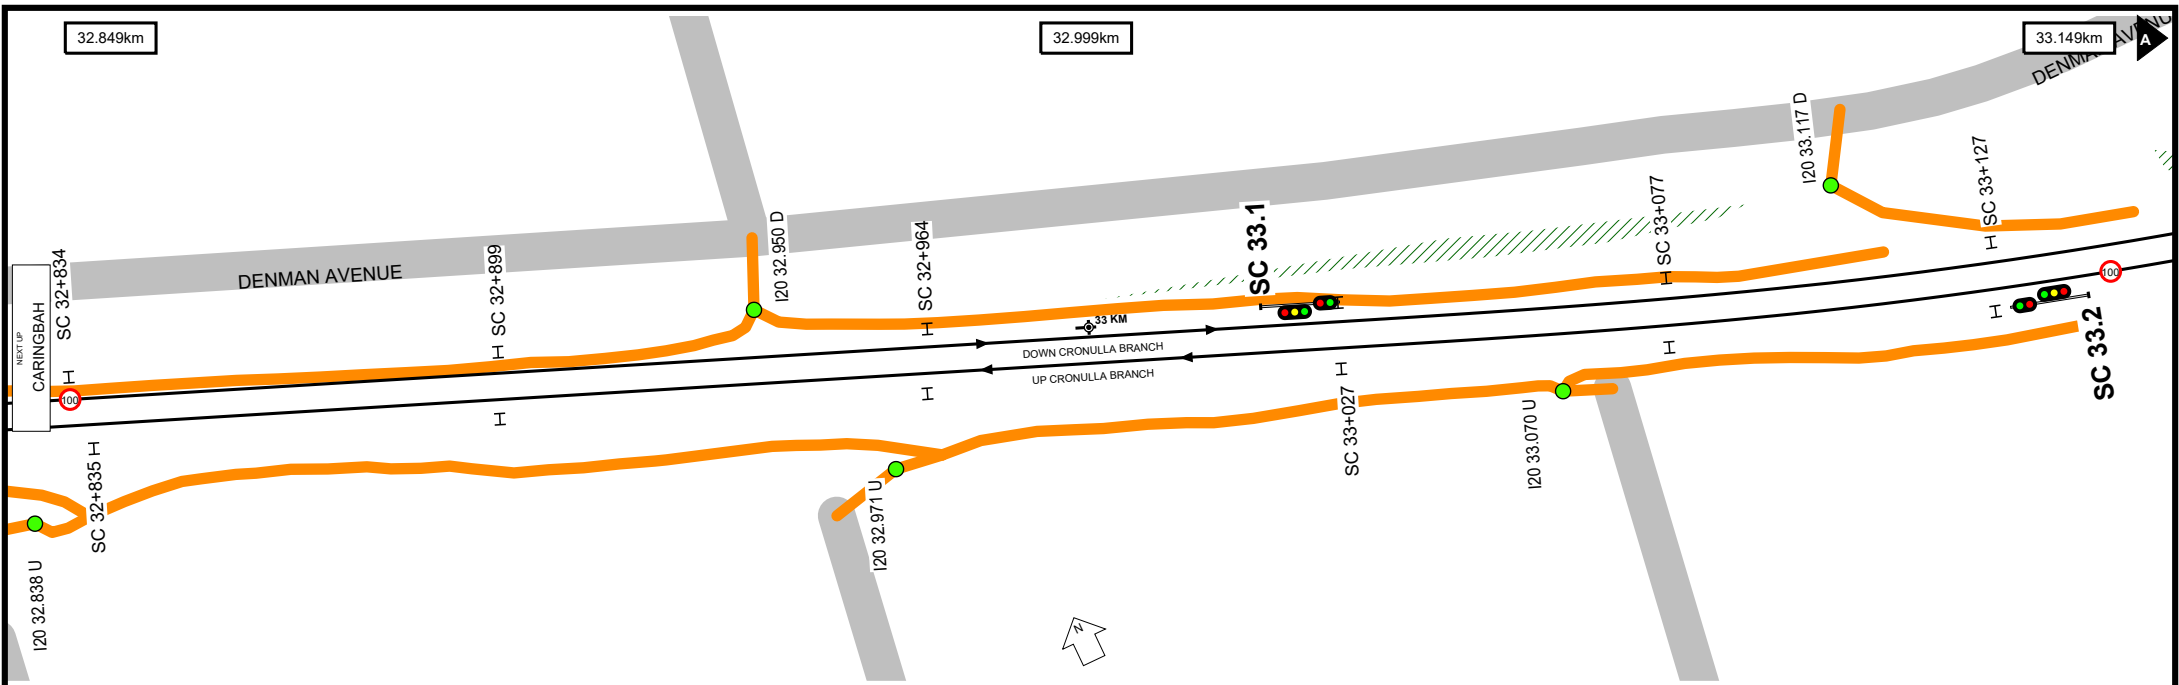 32.849km
32.999km
33.149km
A
DENMAN AVENUE
DENMAN AVENUE
NEXT UP
CARINGBAH
SC 32+834
SC 32+899
I20 32.950 D
SC 32+964
SC 33.1
SC 33+077
I20 33.117 D
SC 33+127
33 KM
DOWN CRONULLA BRANCH
UP CRONULLA BRANCH
100
100
SC 32+835
I20 32.838 U
I20 32.971 U
SC 33+027
I20 33.070 U
SC 33.2
N